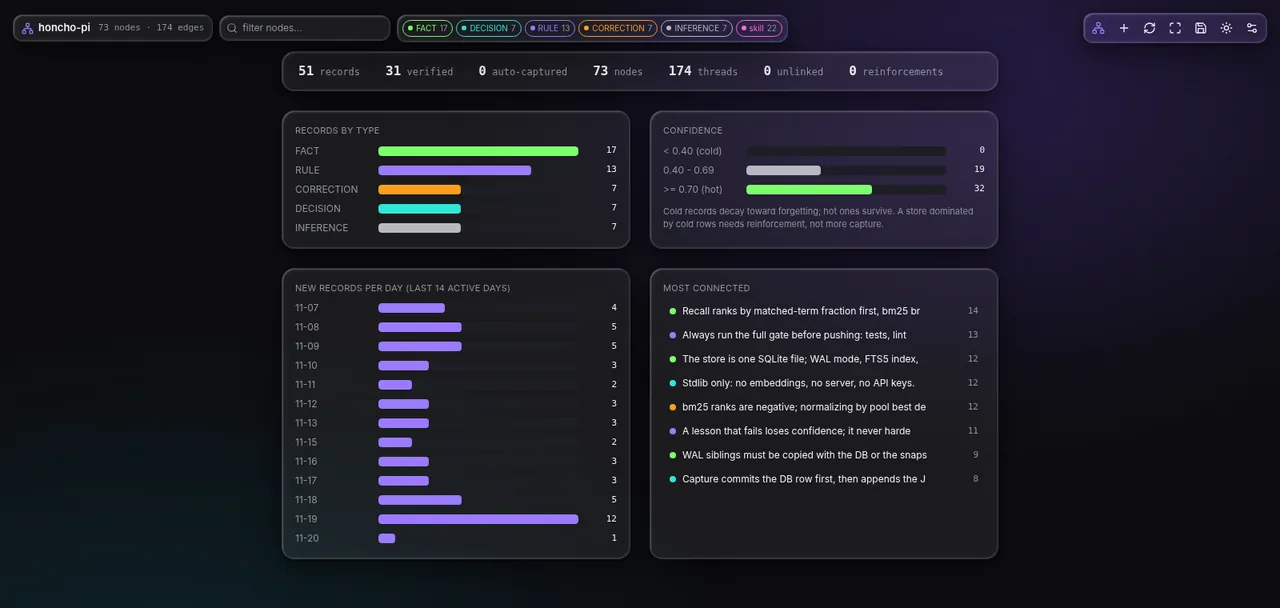 honcho-pi 73 nodes · 174 edges
filter nodes...
FACT 17 DECISION 7 RULE 13 CORRECTION 7 INFERENCE 7 skill 22
51 records 31 verified 0 auto-captured 73 nodes 174 threads 0 unlinked 0 reinforcements
RECORDS BY TYPE
FACT 17
RULE 13
CORRECTION 7
DECISION 7
INFERENCE 7
CONFIDENCE
< 0.40 (cold) 0
0.40 - 0.69 19
>= 0.70 (hot) 32
Cold records decay toward forgetting; hot ones survive. A store dominated
by cold rows needs reinforcement, not more capture.
NEW RECORDS PER DAY (LAST 14 ACTIVE DAYS)
11-07 4
11-08 5
11-09 5
11-10 3
11-11 2
11-12 3
11-13 3
11-15 2
11-16 3
11-17 3
11-18 5
11-19 12
11-20 1
MOST CONNECTED
Recall ranks by matched-term fraction first, bm25 br 14
Always run the full gate before pushing: tests, lint 13
The store is one SQLite file; WAL mode, FTS5 index, 12
Stdlib only: no embeddings, no server, no API keys. 12
bm25 ranks are negative; normalizing by pool best de 12
A lesson that fails loses confidence; it never harde 11
WAL siblings must be copied with the DB or the snaps 9
Capture commits the DB row first, then appends the J 8